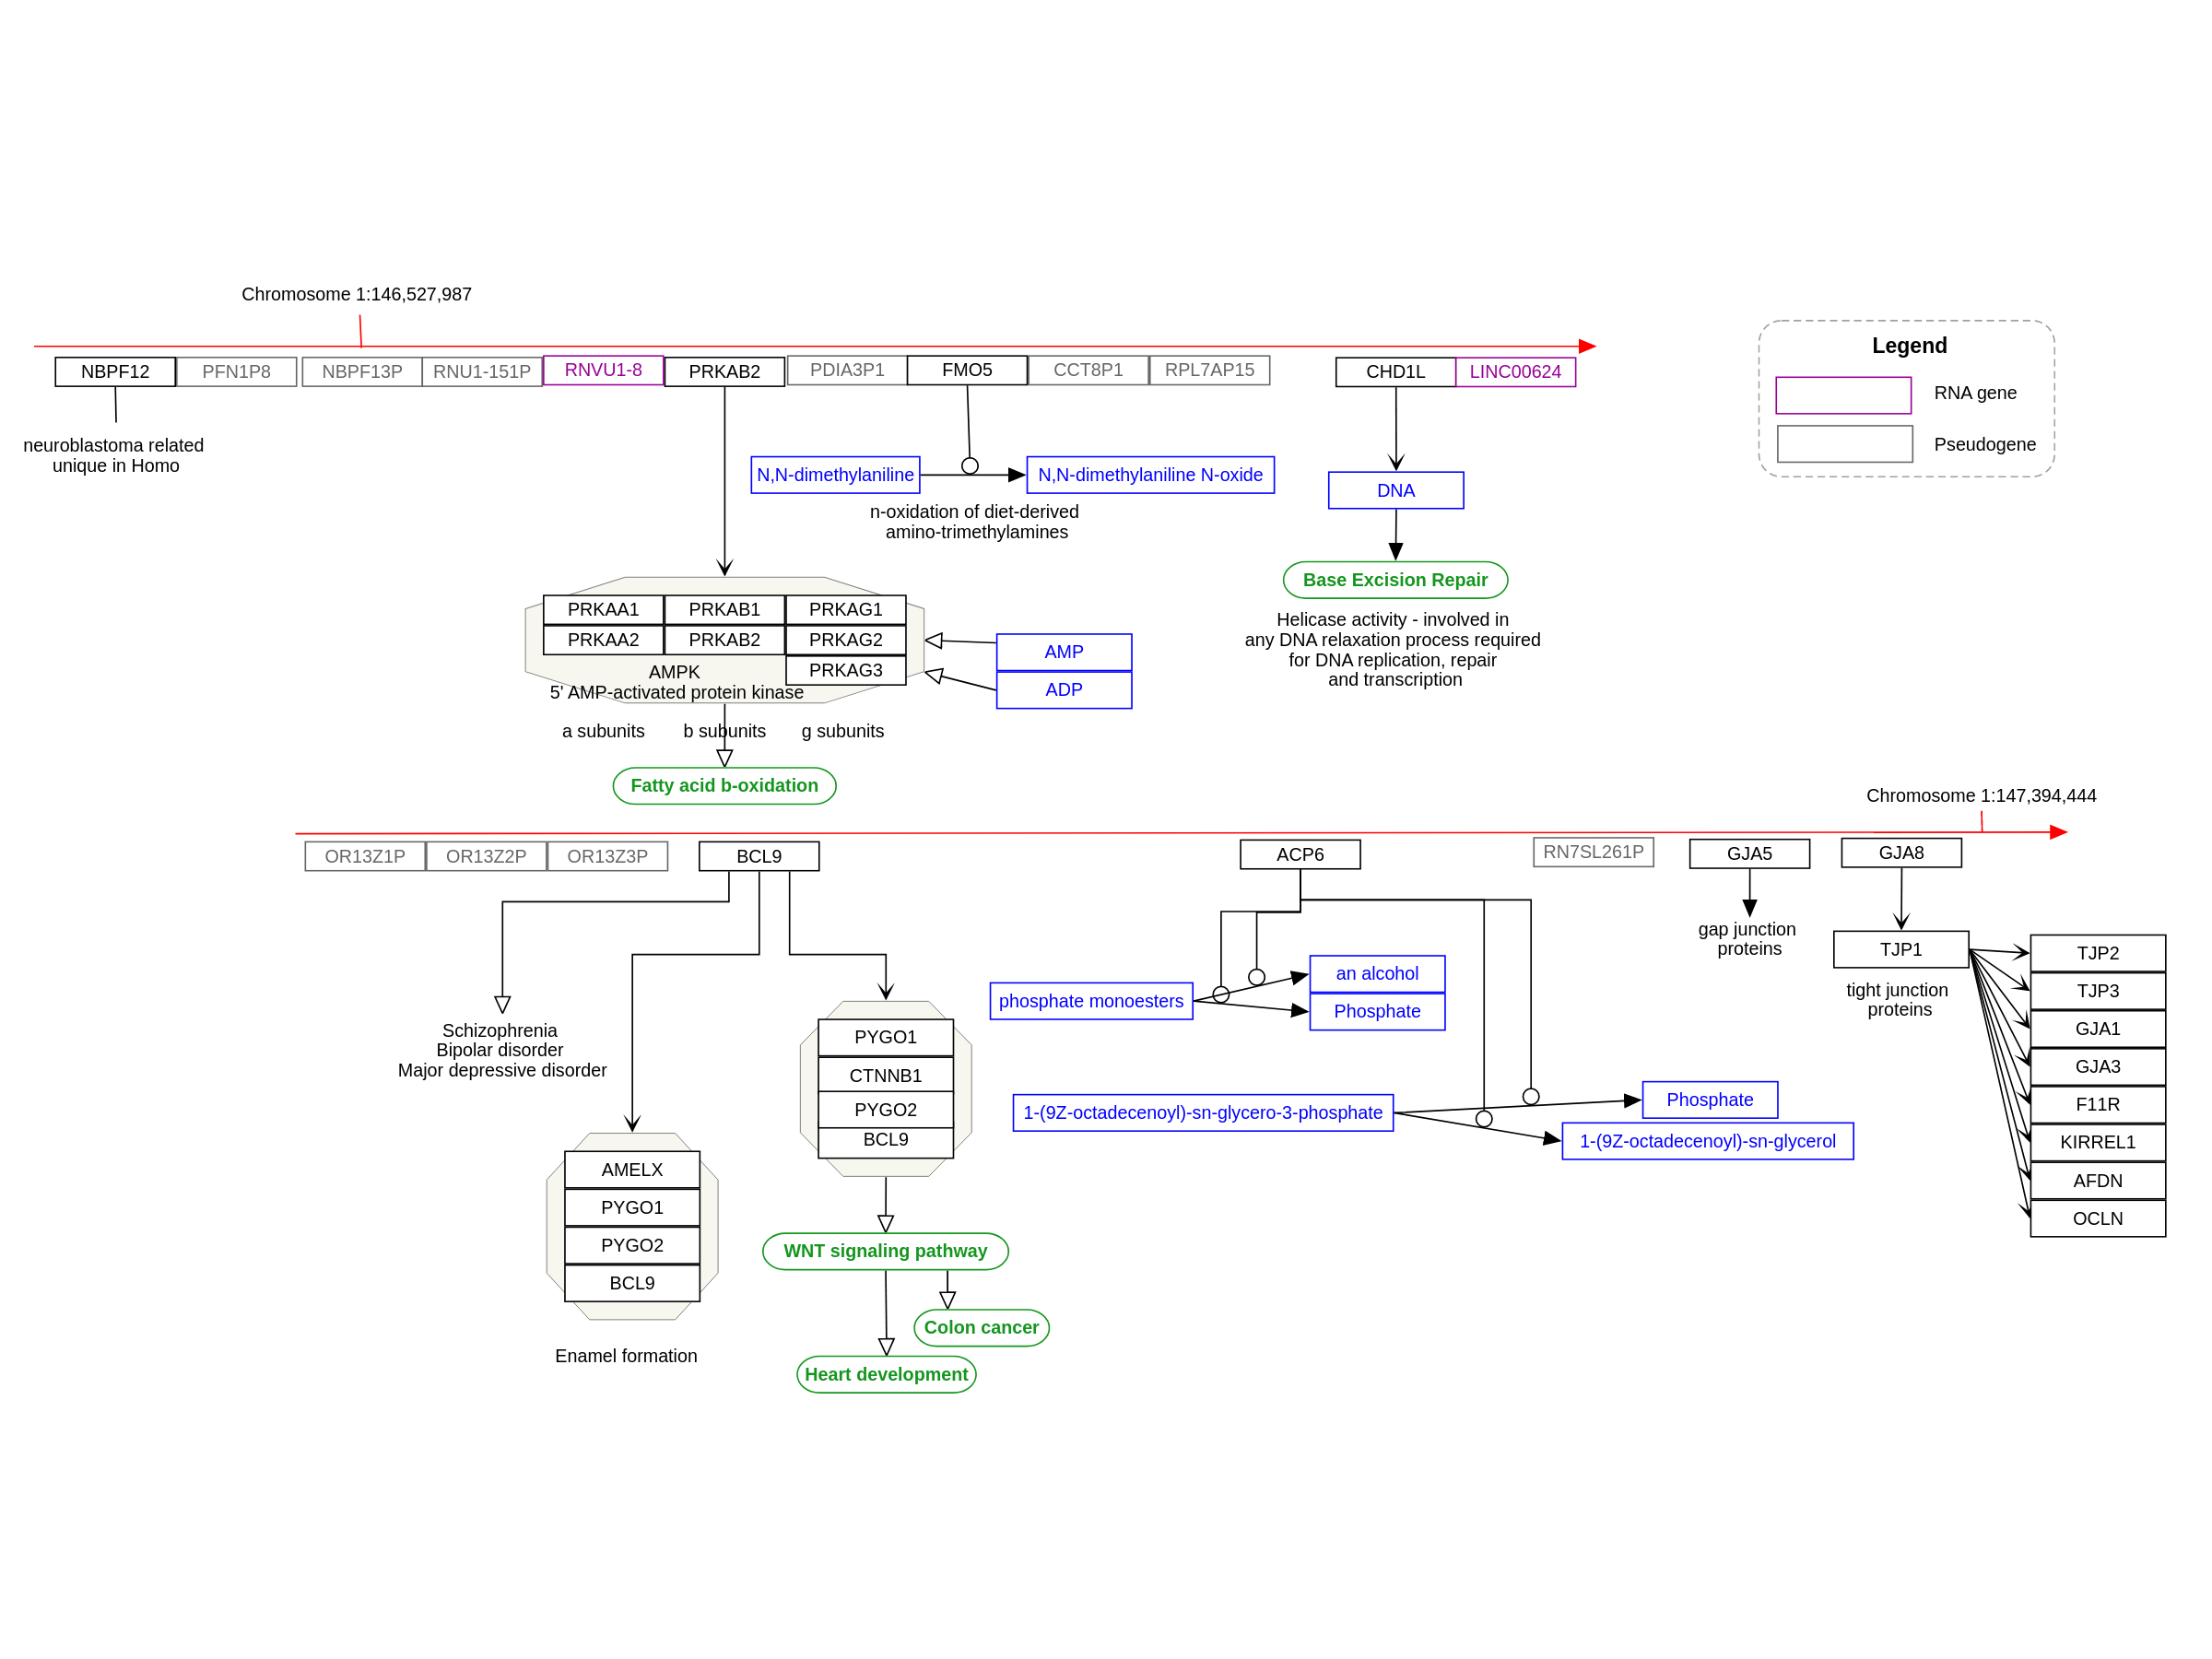 Chromosome 1:146,527,987
Legend
RNA gene
Pseudogene
NBPF12
PFN1P8
NBPF13P
RNU1-151P
RNVU1-8
PRKAB2
PDIA3P1
FMO5
CCT8P1
RPL7AP15
CHD1L
LINC00624
neuroblastoma related
unique in Homo
N,N-dimethylaniline
N,N-dimethylaniline N-oxide
n-oxidation of diet-derived
amino-trimethylamines
DNA
Base Excision Repair
Helicase activity - involved in
any DNA relaxation process required
for DNA replication, repair
and transcription
PRKAA1
PRKAB1
PRKAG1
PRKAA2
PRKAB2
PRKAG2
PRKAG3
AMPK
5' AMP-activated protein kinase
AMP
ADP
a subunits
b subunits
g subunits
Fatty acid b-oxidation
Chromosome 1:147,394,444
OR13Z1P
OR13Z2P
OR13Z3P
BCL9
ACP6
RN7SL261P
GJA5
GJA8
gap junction
proteins
TJP1
tight junction
proteins
TJP2
TJP3
GJA1
GJA3
F11R
KIRREL1
AFDN
OCLN
phosphate monoesters
an alcohol
Phosphate
1-(9Z-octadecenoyl)-sn-glycero-3-phosphate
Phosphate
1-(9Z-octadecenoyl)-sn-glycerol
Schizophrenia
Bipolar disorder
Major depressive disorder
PYGO1
CTNNB1
PYGO2
BCL9
AMELX
PYGO1
PYGO2
BCL9
Enamel formation
WNT signaling pathway
Colon cancer
Heart development